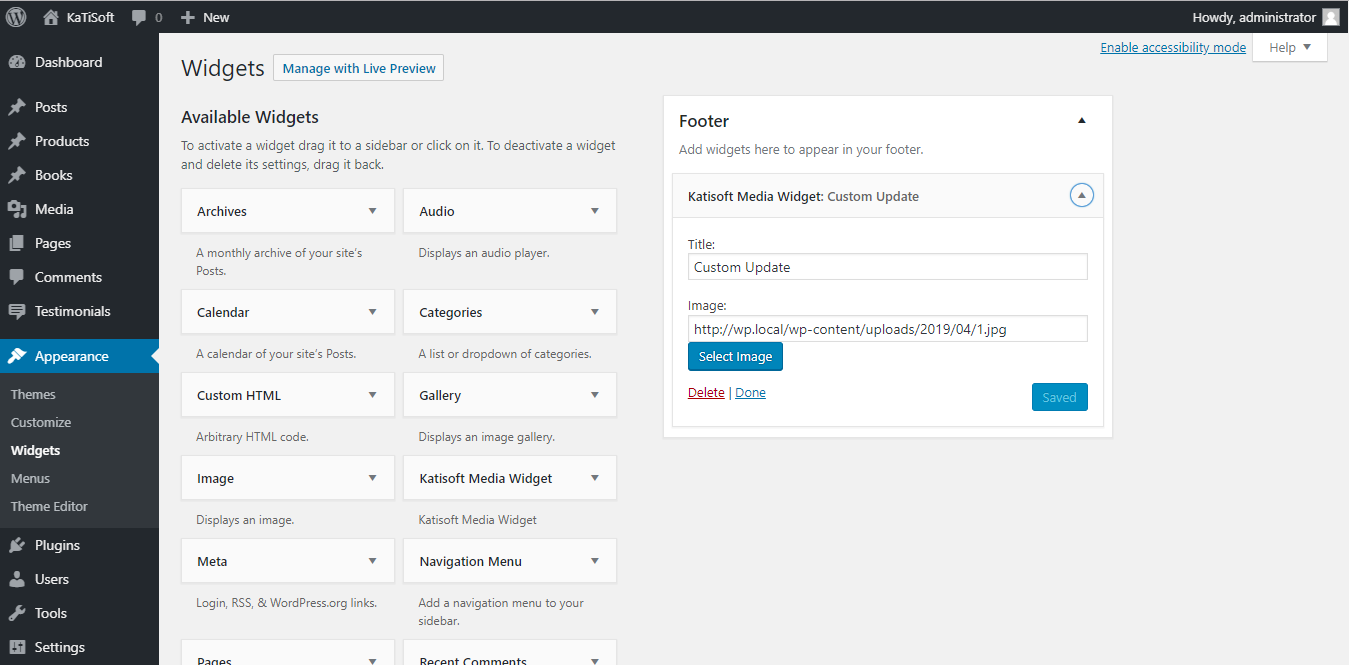 KaTiSoft 0 New Howdy, administrator
Dashboard
Posts
Products
Books
Media
Pages
Comments
Testimonials
Appearance
Themes
Customize
Widgets
Menus
Theme Editor
Plugins
Users
Tools
Settings
Enable accessibility mode Help
Widgets Manage with Live Preview
Available Widgets
To activate a widget drag it to a sidebar or click on it. To deactivate a widget
and delete its settings, drag it back.
Archives
A monthly archive of your site's
Posts.
Audio
Displays an audio player.
Calendar
A calendar of your site's Posts.
Categories
A list or dropdown of categories.
Custom HTML
Arbitrary HTML code.
Gallery
Displays an image gallery.
Image
Displays an image.
Katisoft Media Widget
Katisoft Media Widget
Meta
Login, RSS, & WordPress.org links.
Navigation Menu
Add a navigation menu to your
sidebar.
Pages
Recent Comments
Footer
Add widgets here to appear in your footer.
Katisoft Media Widget: Custom Update
Title:
Custom Update
Image:
http://wp.local/wp-content/uploads/2019/04/1.jpg
Select Image
Delete | Done
Saved